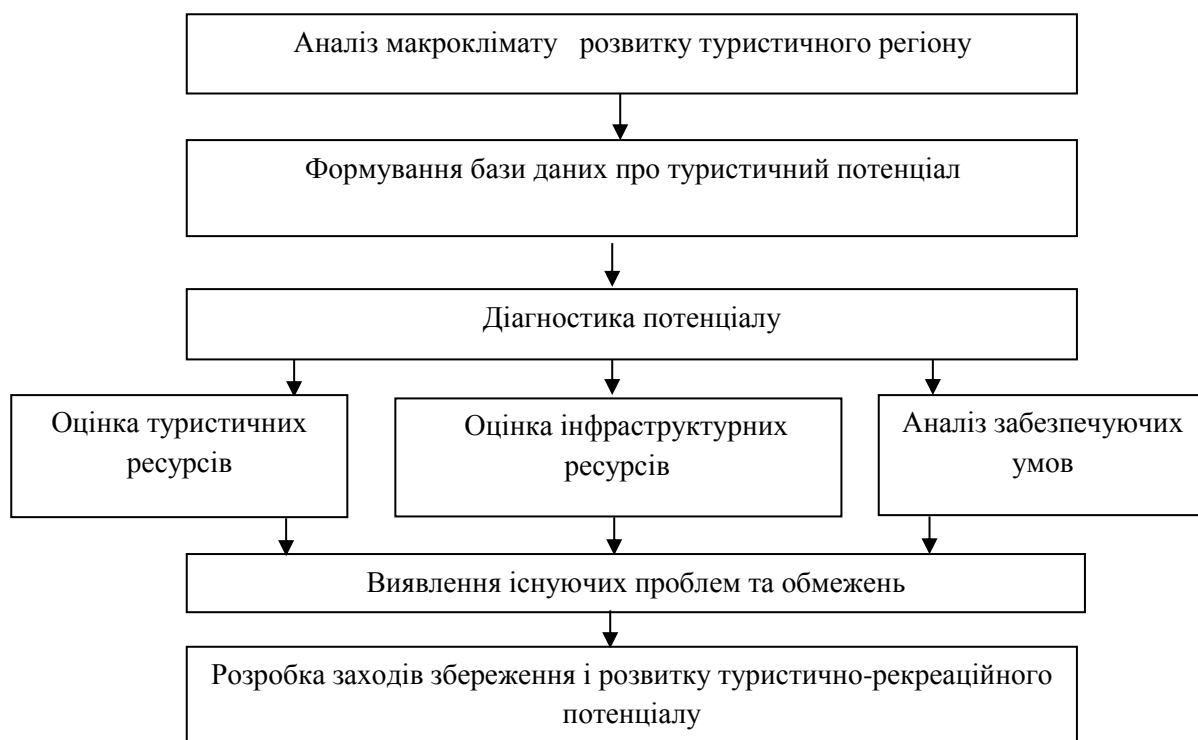 Аналіз макроклімату розвитку туристичного регіону
Формування бази даних про туристичний потенціал
Діагностика потенціалу
Оцінка туристичних
ресурсів
Оцінка інфраструктурних
ресурсів
Аналіз забезпечуючих
умов
Виявлення існуючих проблем та обмежень
Розробка заходів збереження і розвитку туристично-рекреаційного
потенціалу